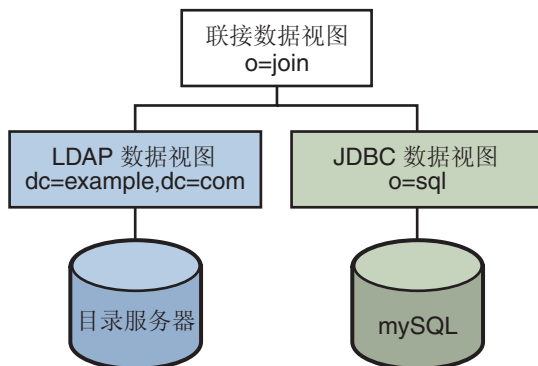 联接数据视图
o=join
LDAP 数据视图
dc=example,dc=com
JDBC 数据视图
o=sql
目录服务器
mySQL